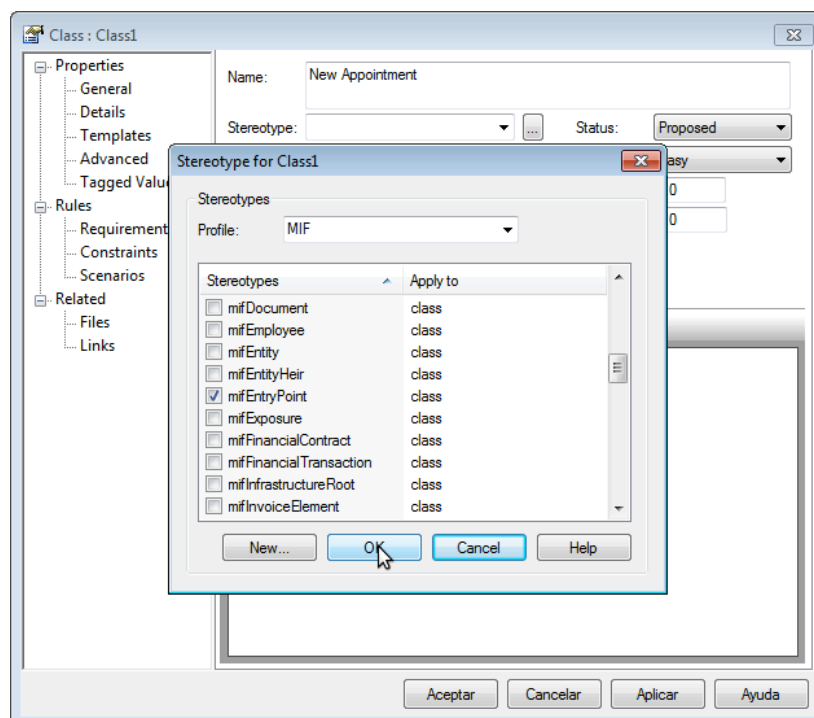 Class : Class1
Properties
General
Details
Templates
Advanced
Tagged Valu
Rules
Requirement
Constraints
Scenarios
Related
Files
Links
Name: New Appointment
Stereotype: ... Status: Proposed
asy
0
0
Stereotype for Class1
Stereotypes
Profile: MIF
Stereotypes Apply to
mifDocument class
mifEmployee class
mifEntity class
mifEntityHeir class
mifEntryPoint class
mifExposure class
mifFinancialContract class
mifFinancialTransaction class
mifInfrastructureRoot class
mifInvoiceElement class
New... OK Cancel Help
Aceptar Cancelar Aplicar Ayuda